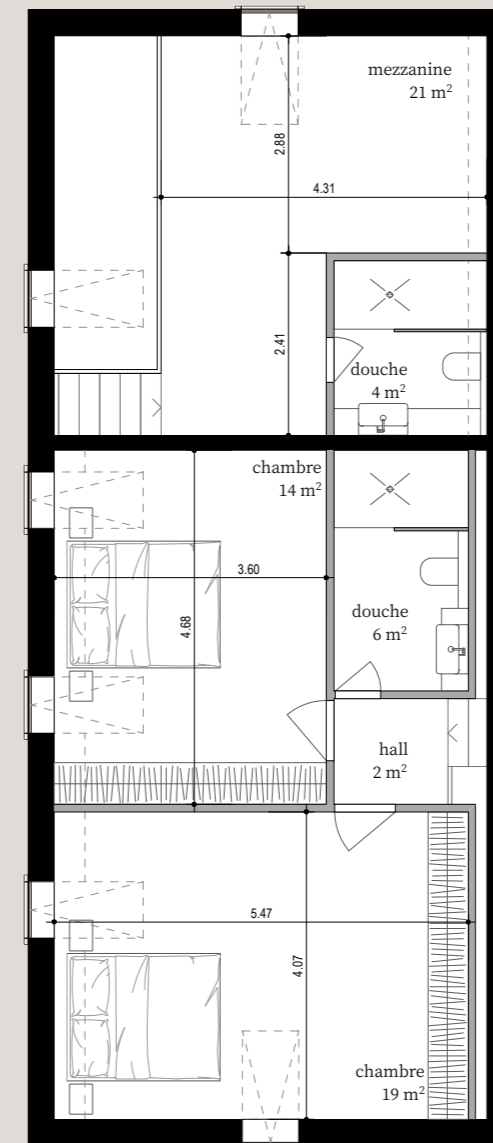 mezzanine
21 m²
2.88
4.31
2.41
douche
4 m²
chambre
14 m²
3.60
4.68
douche
6 m²
hall
2 m²
5.47
4.07
chambre
19 m²